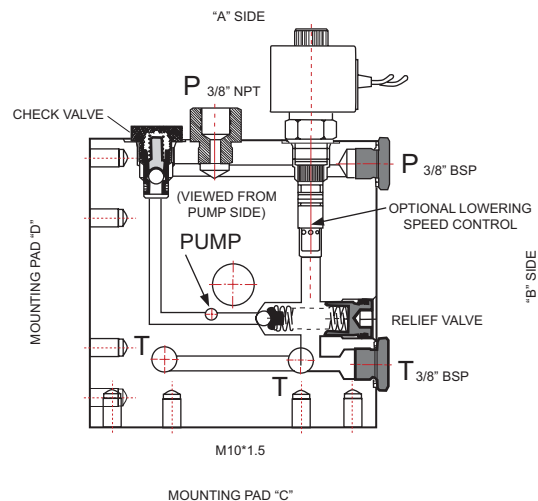 "A" SIDE
P 3/8" NPT
CHECK VALVE
P 3/8" BSP
(VIEWED FROM
PUMP SIDE)
OPTIONAL LOWERING
SPEED CONTROL
MOUNTING PAD "D"
PUMP
"B" SIDE
RELIEF VALVE
T
T
T 3/8" BSP
M10*1.5
MOUNTING PAD "C"